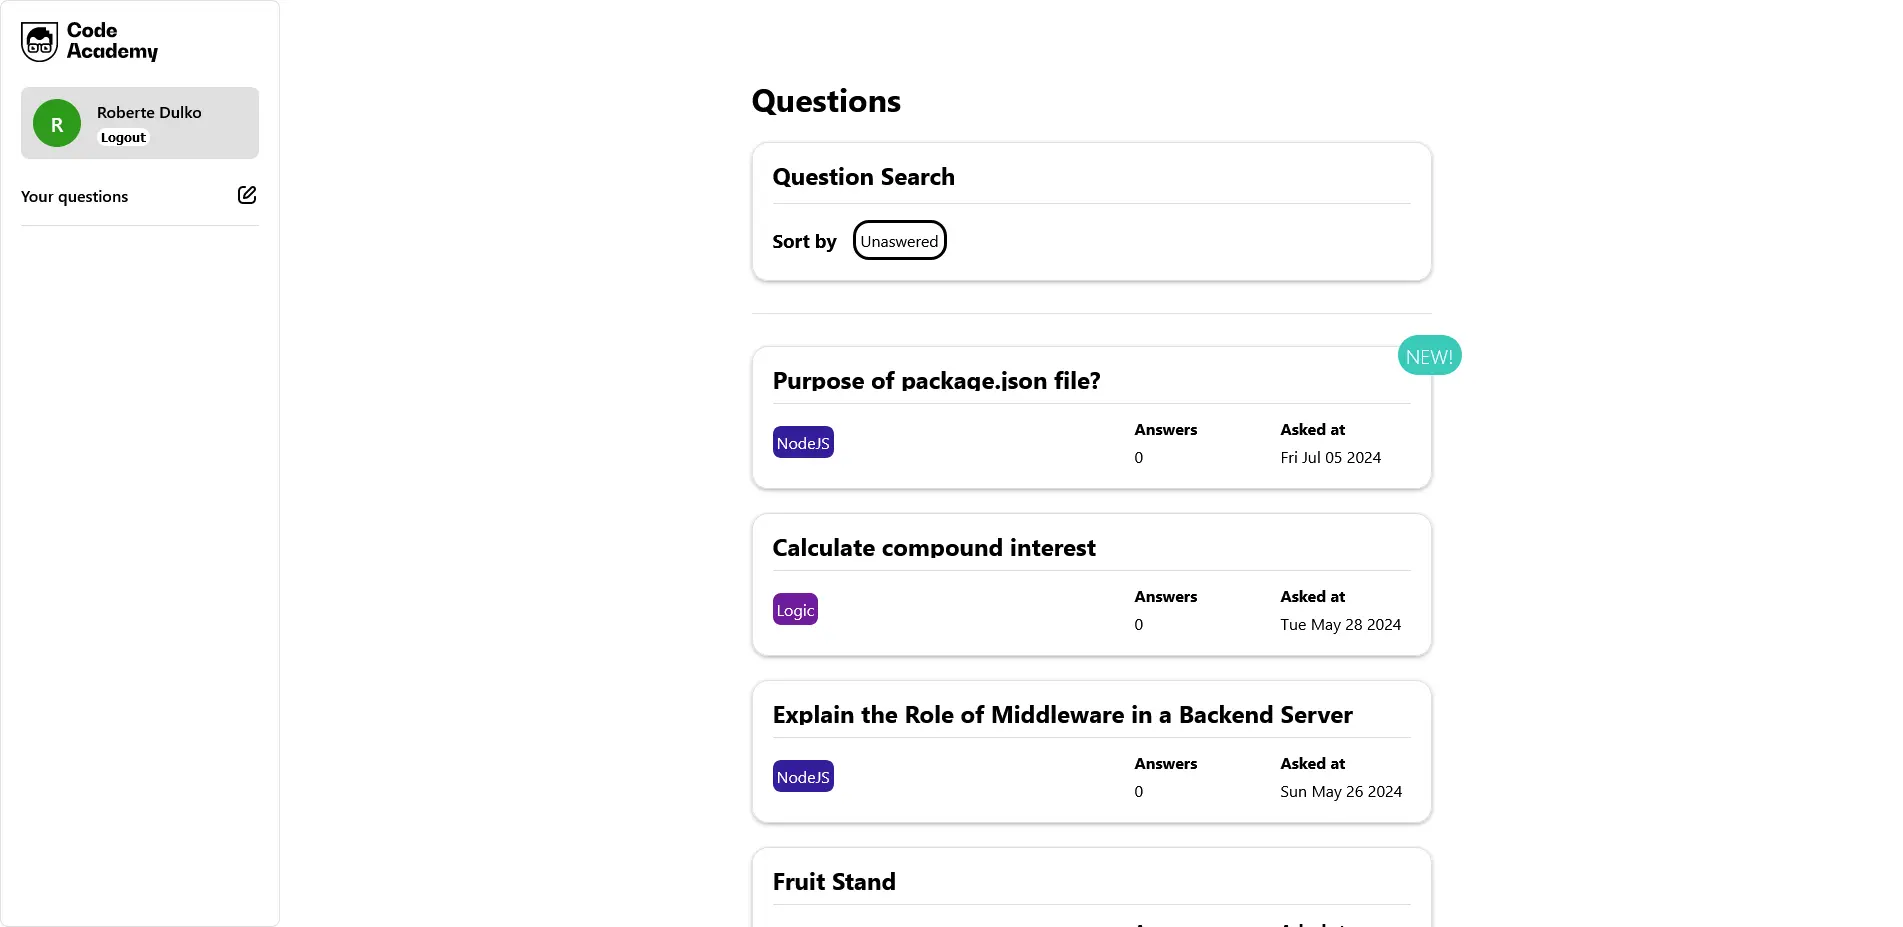 Code
Academy
R
Roberte Dulko
Logout
Your questions
Questions
Question Search
Sort by
Unaswered
NEW!
Purpose of package.json file?
NodeJS
Answers
0
Asked at
Fri Jul 05 2024
Calculate compound interest
Logic
Answers
0
Asked at
Tue May 28 2024
Explain the Role of Middleware in a Backend Server
NodeJS
Answers
0
Asked at
Sun May 26 2024
Fruit Stand